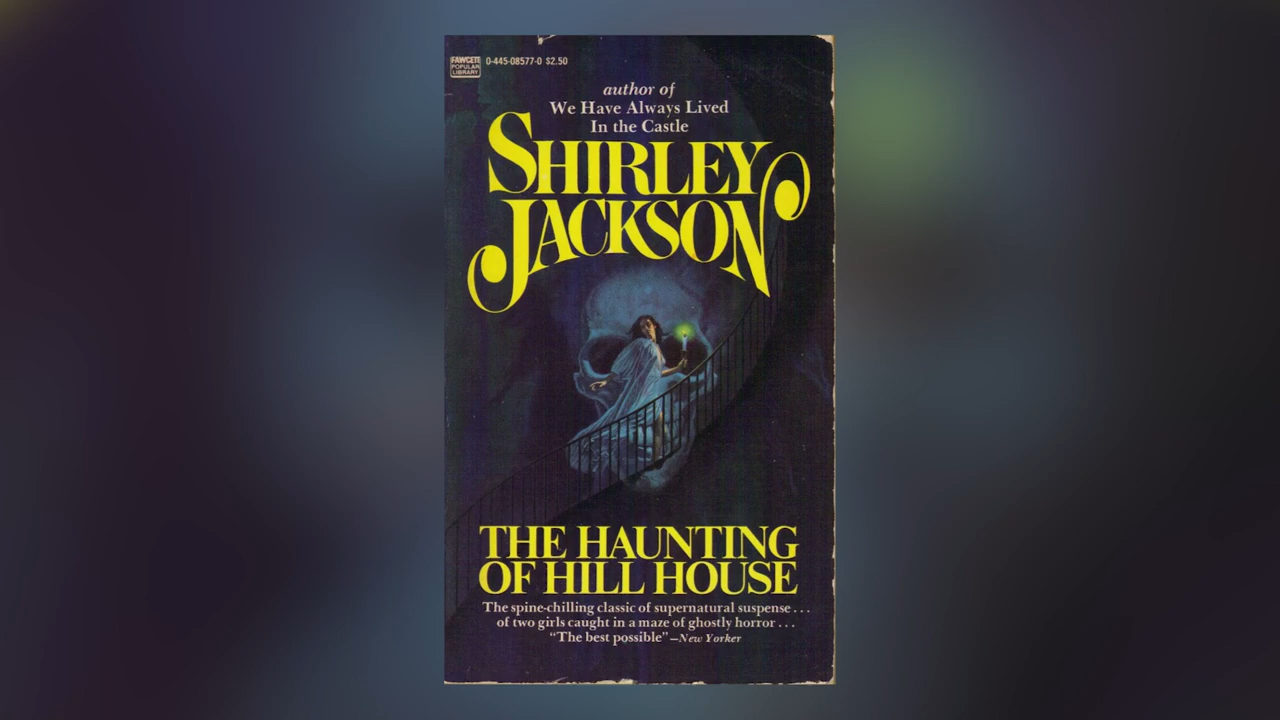 FAWCETT
POPULAR
LIBRARY
0-445-08577-0 $2.50
author of
We Have Always Lived
In the Castle
SHIRLEY
JACKSON
THE HAUNTING
OF HILL HOUSE
The spine-chilling classic of supernatural suspense . . .
of two girls caught in a maze of ghostly horror . . .
“The best possible” —New Yorker